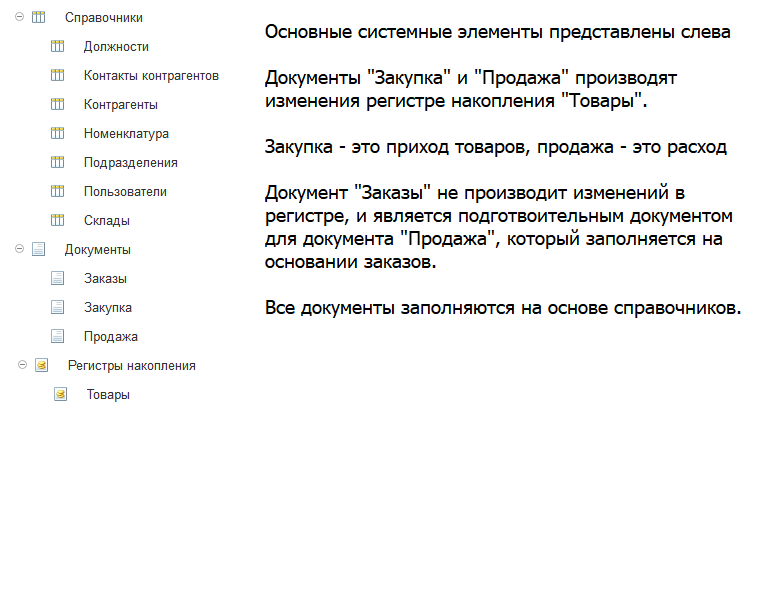 Справочники
Должности
Контакты контрагентов
Контрагенты
Номенклатура
Подразделения
Пользователи
Склады
Документы
Заказы
Закупка
Продажа
Регистры накопления
Товары
Основные системные элементы представлены слева
Документы "Закупка" и "Продажа" производят
изменения регистре накопления "Товары".
Закупка - это приход товаров, продажа - это расход
Документ "Заказы" не производит изменений в
регистре, и является подготвоительным документом
для документа "Продажа", который заполняется на
основании заказов.
Все документы заполняются на основе справочников.